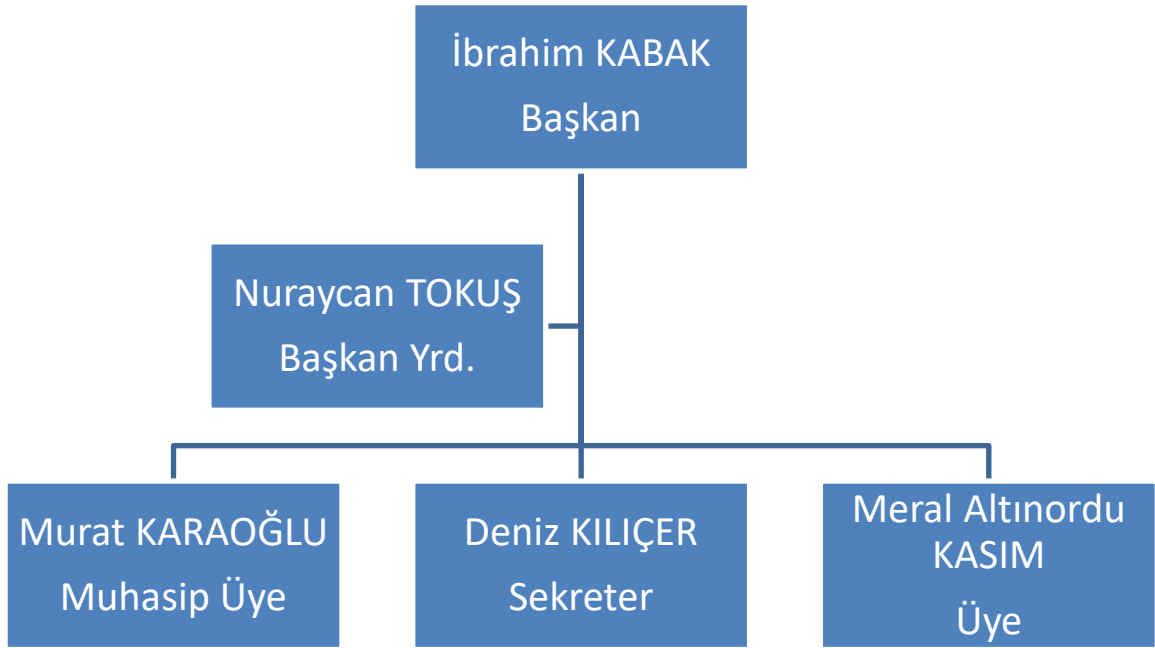 İbrahim KABAK
Başkan
Nuraycan TOKUŞ
Başkan Yrd.
Murat KARAOĞLU
Muhasip Üye
Deniz KILIÇER
Sekreter
Meral Altınordu
KASIM
Üye